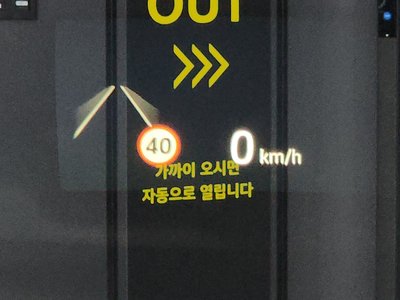 OUT
40
0 km/h
가까이 오시면
자동으로 열립니다